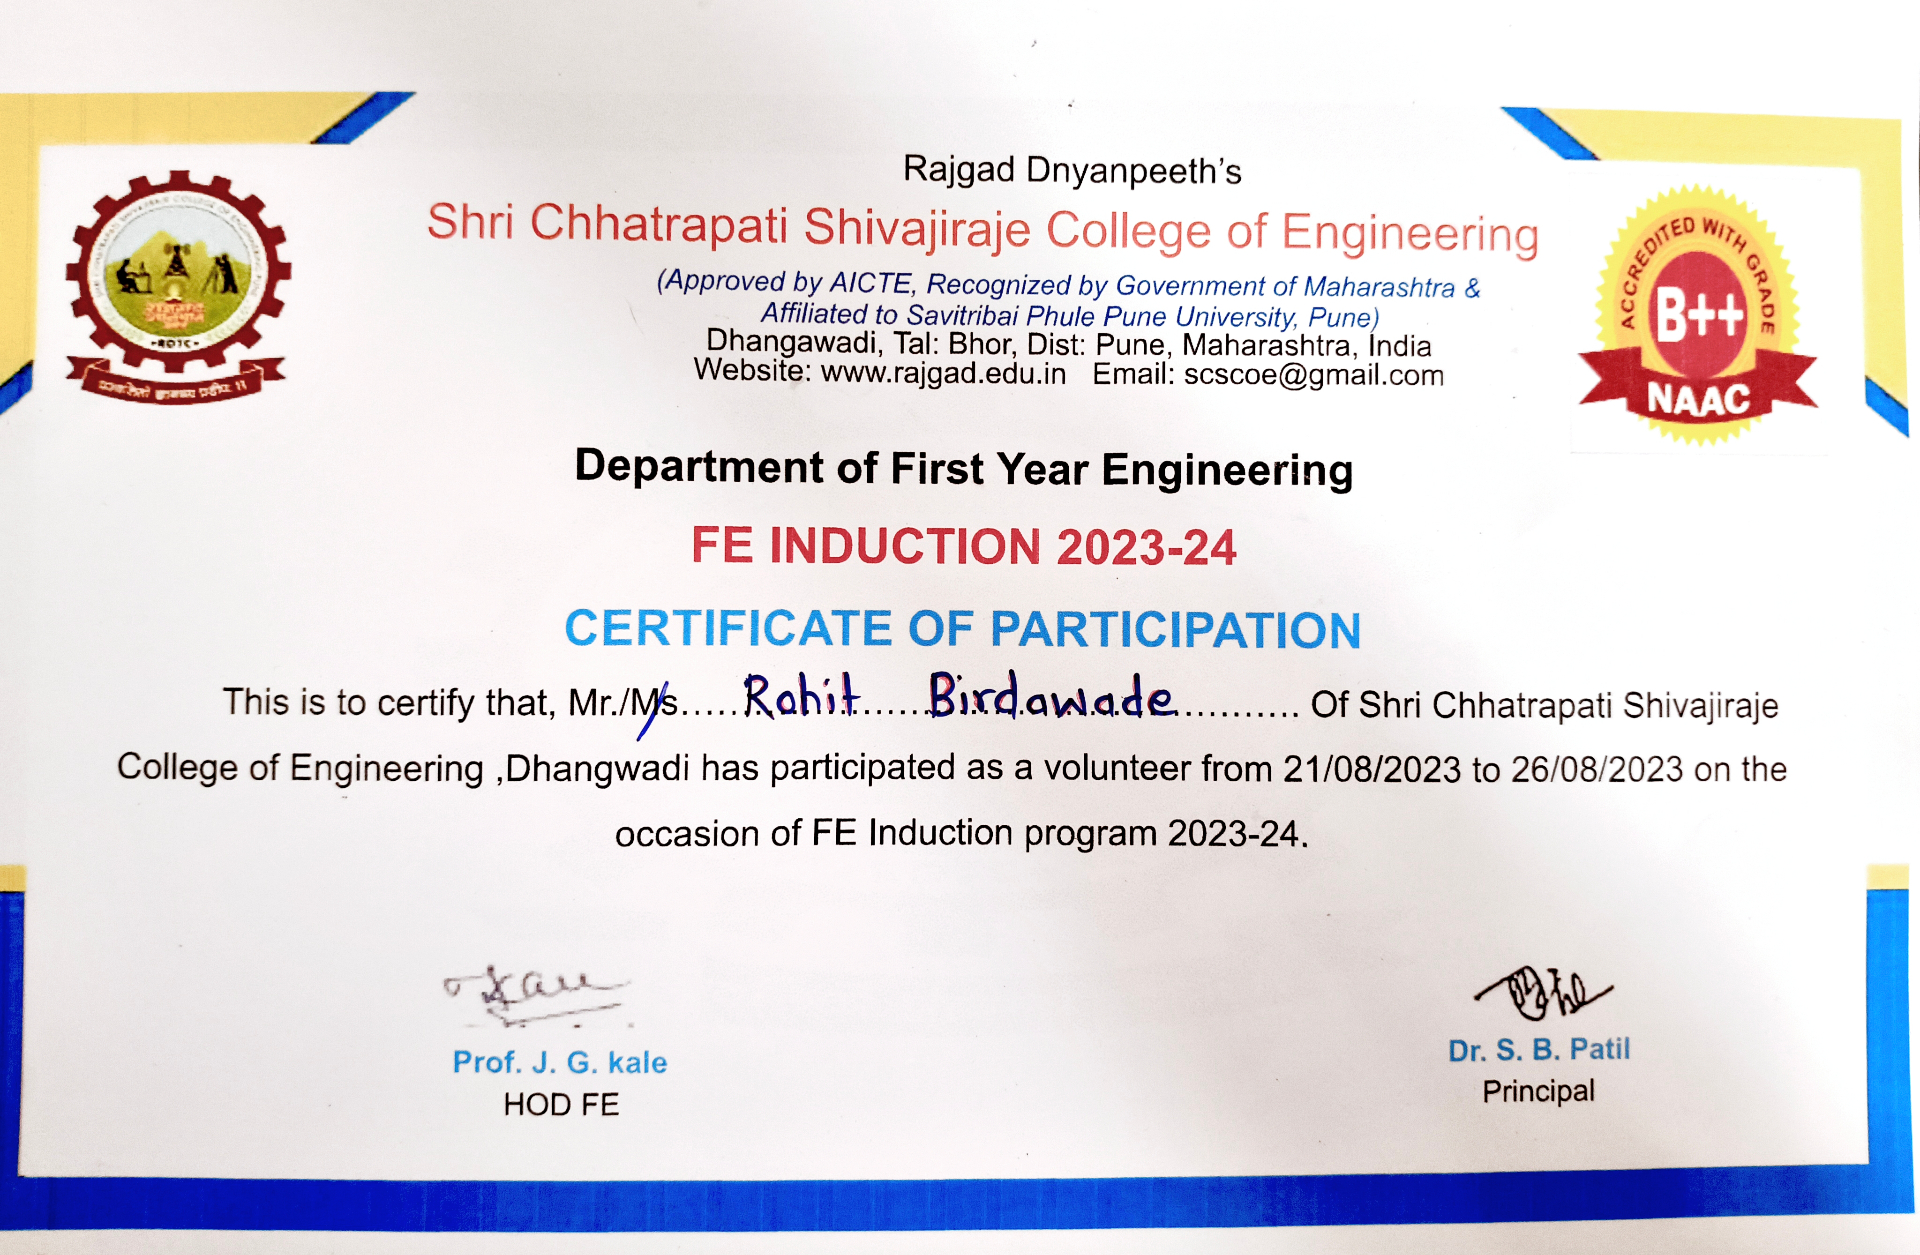 Rajgad Dnyanpeeth's
Shri Chhatrapati Shivajiraje College of Engineering
(Approved by AICTE, Recognized by Government of Maharashtra &
Affiliated to Savitribai Phule Pune University, Pune)
Dhangawadi, Tal: Bhor, Dist: Pune, Maharashtra, India
Website: www.rajgad.edu.in Email: scscoe@gmail.com
ACCREDITED WITH GRADE
B++
NAAC
Department of First Year Engineering
FE INDUCTION 2023-24
CERTIFICATE OF PARTICIPATION
This is to certify that, Mr./Ms.....Rohit Birdawade............ Of Shri Chhatrapati Shivajiraje
College of Engineering ,Dhangwadi has participated as a volunteer from 21/08/2023 to 26/08/2023 on the
occasion of FE Induction program 2023-24.
Prof. J. G. kale
HOD FE
Dr. S. B. Patil
Principal